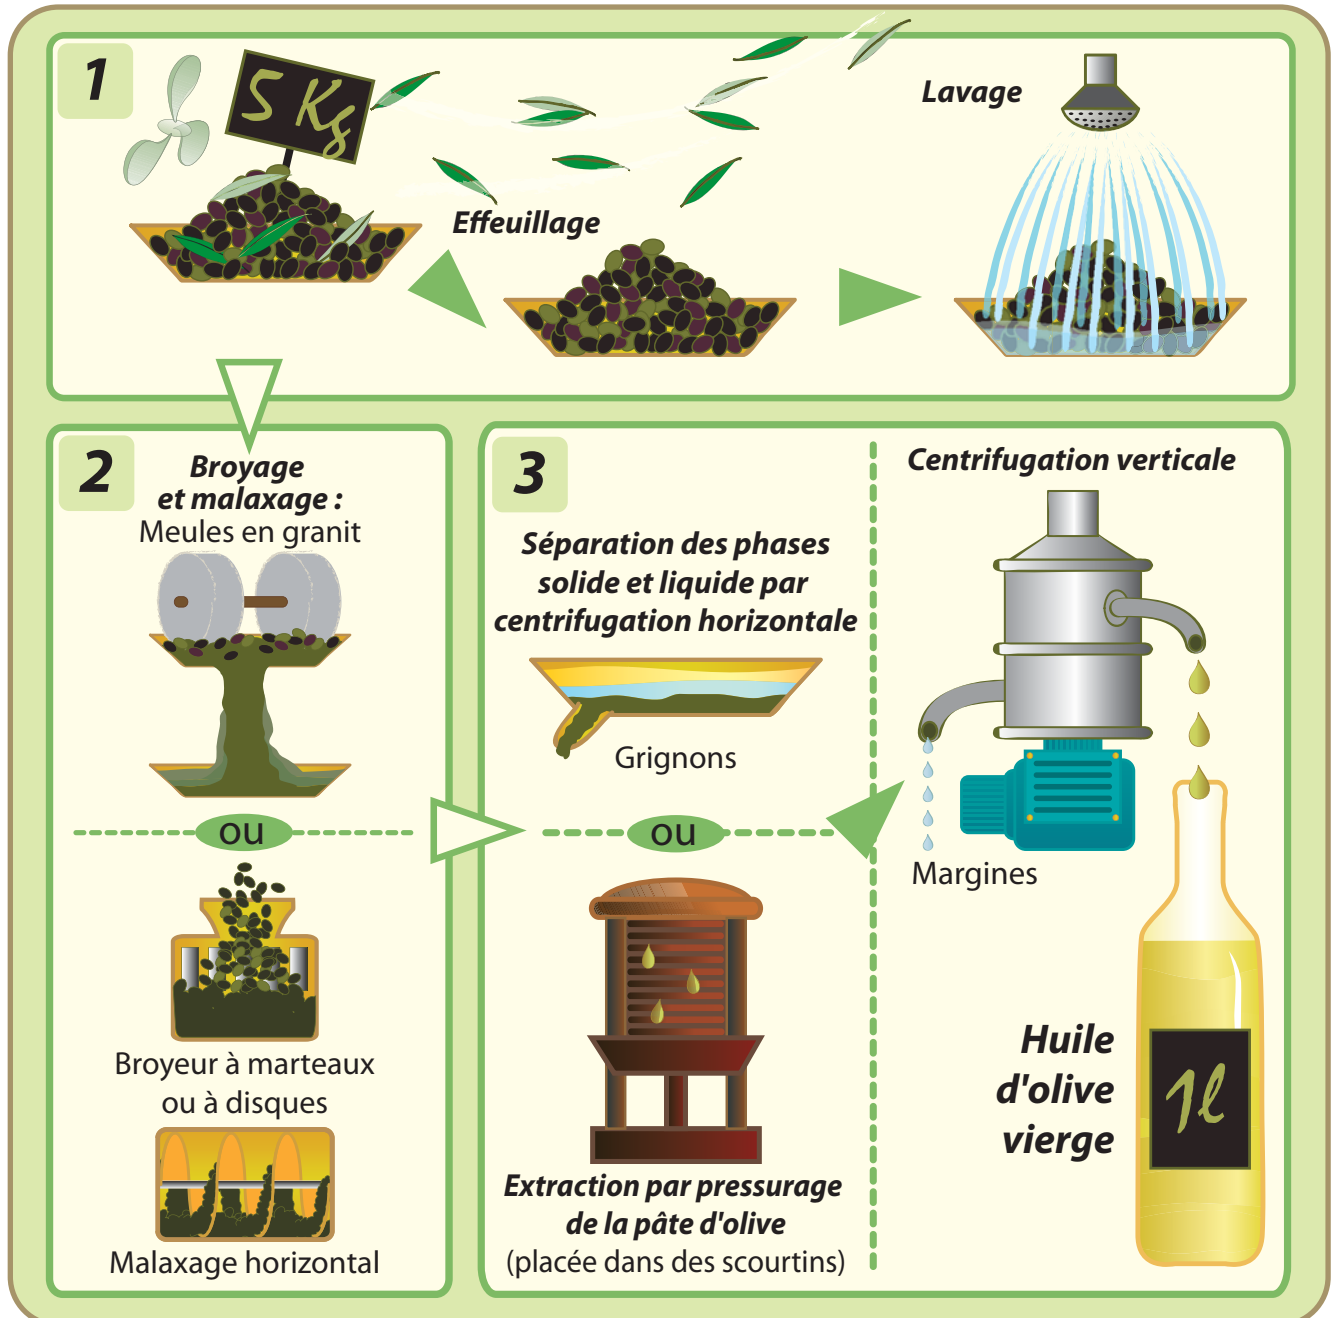 1
5 Kg
Lavage
Effeuillage
2
Broyage
et malaxage :
Meules en granit
ou
Broyeur à marteaux
ou à disques
Malaxage horizontal
3
Séparation des phases
solide et liquide par
centrifugation horizontale
Grignons
ou
Extraction par pressurage
de la pâte d'olive
(placée dans des scourtins)
Centrifugation verticale
Margines
Huile
d'olive
vierge
1l